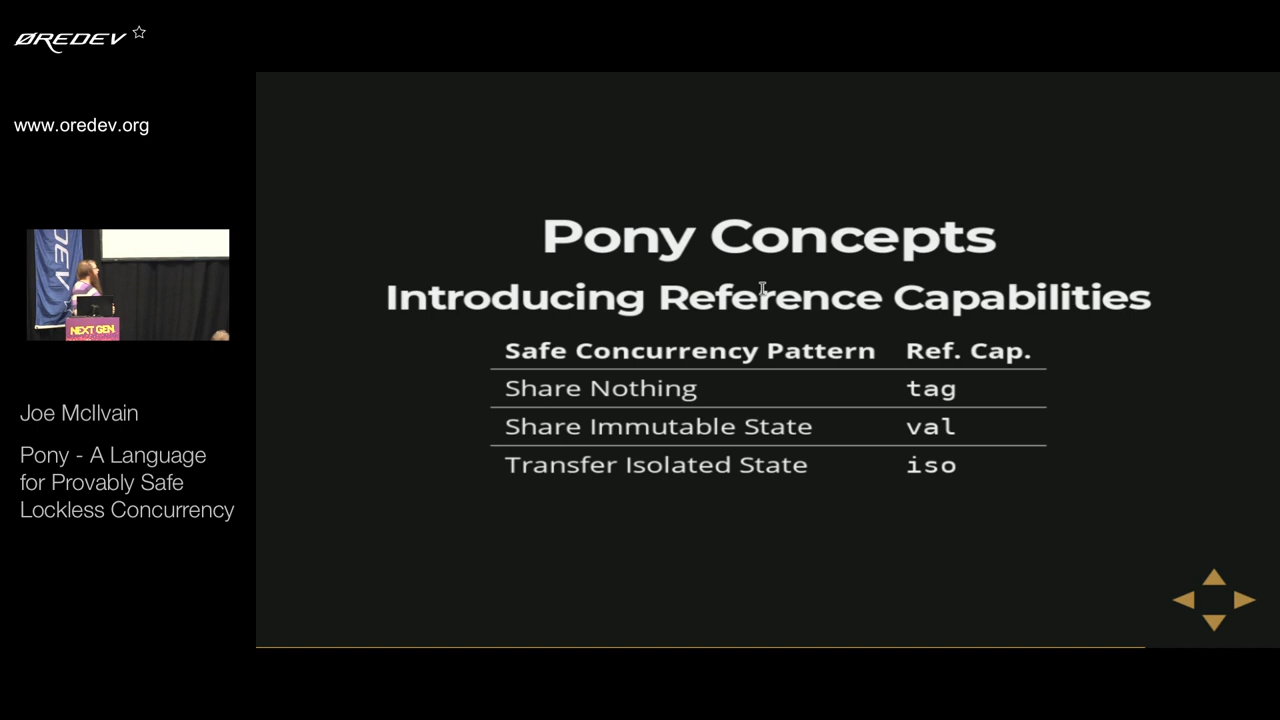 ØREDEV
www.oredev.org
DEV
NEXT GEN.
Joe McIlvain
Pony - A Language
for Provably Safe
Lockless Concurrency
Pony Concepts
Introducing Reference Capabilities
Safe Concurrency Pattern Ref. Cap.
Share Nothing tag
Share Immutable State val
Transfer Isolated State iso